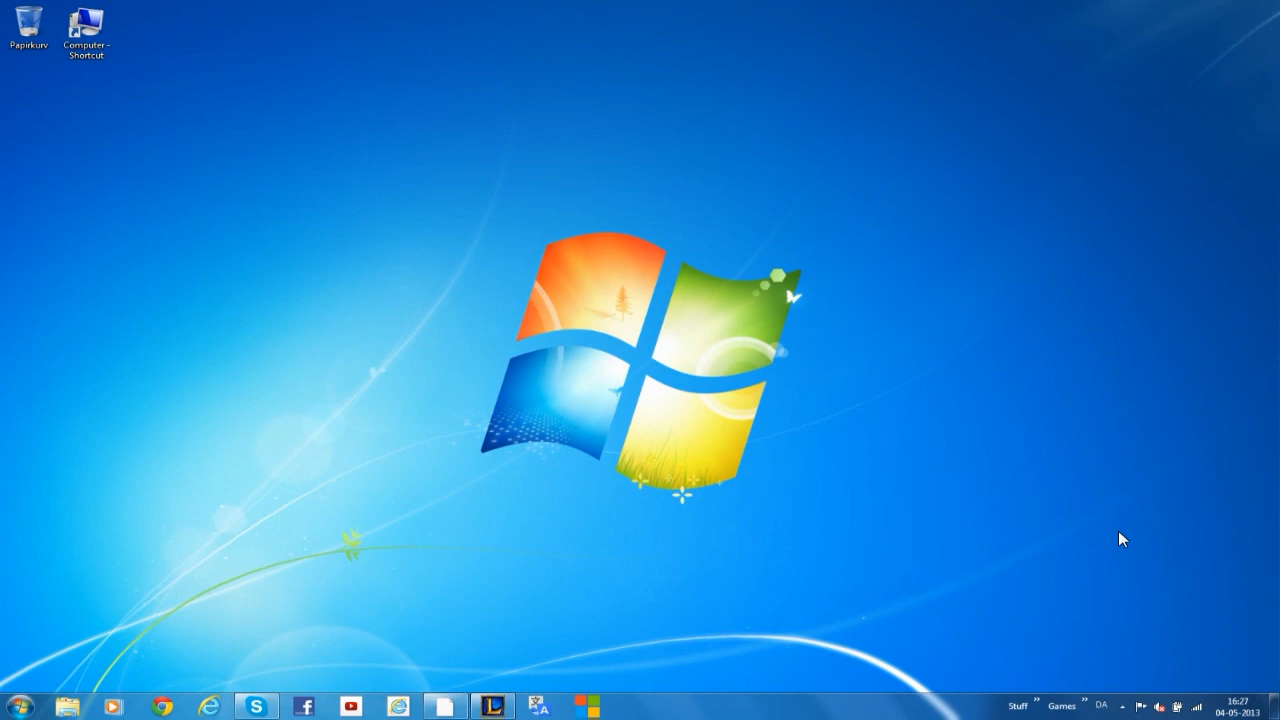 Papirkurv
Computer -
Shortcut
Stuff
Games
DA
16:27
04-05-2013